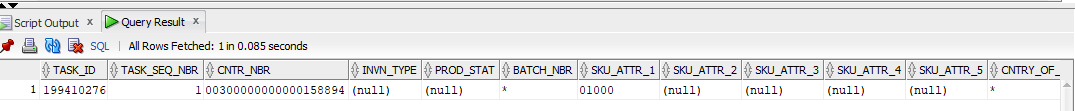 Script Output x Query Result x
SQL | All Rows Fetched: 1 in 0.085 seconds
TASK_ID TASK_SEQ_NBR CNTR_NBR INVN_TYPE PROD_STAT BATCH_NBR SKU_ATTR_1 SKU_ATTR_2 SKU_ATTR_3 SKU_ATTR_4 SKU_ATTR_5 CNTRY_OF_
1 199410276 1 00300000000000158894 (null) (null) * 01000 (null) (null) (null) (null) *